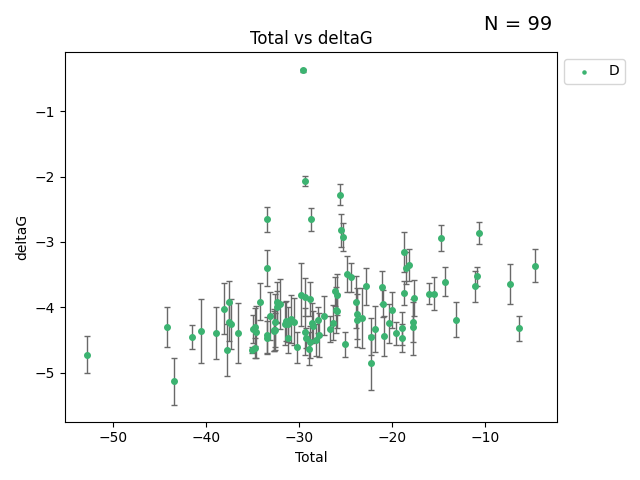 N = 99
Total vs deltaG
D
deltaG
−1
−2
−3
−4
−5
−50
−40
−30
−20
−10
Total